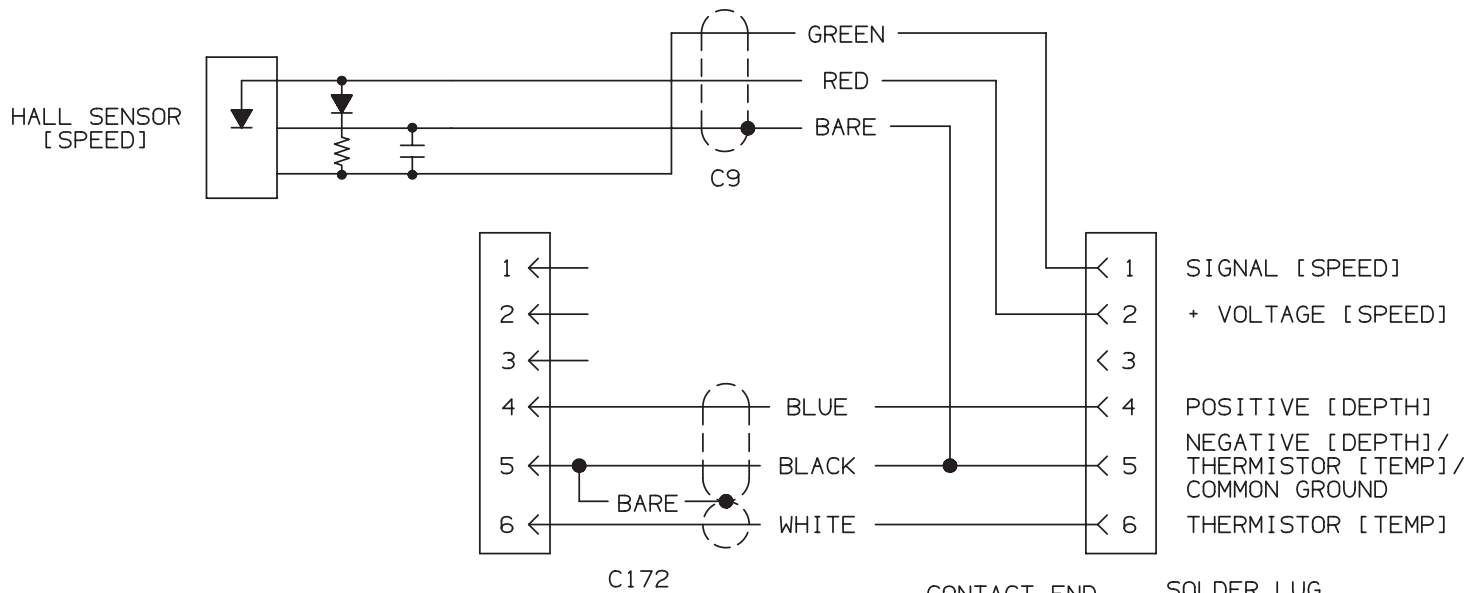 GREEN
RED
HALL SENSOR
[SPEED]
BARE
C9
1
2
3
4
5
6
BLUE
BLACK
BARE
WHITE
1 SIGNAL [SPEED]
2 + VOLTAGE [SPEED]
3
4 POSITIVE [DEPTH]
NEGATIVE [DEPTH]/
5 THERMISTOR [TEMP]/
COMMON GROUND
6 THERMISTOR [TEMP]
C172
CONTACT END
SOLDER LUG